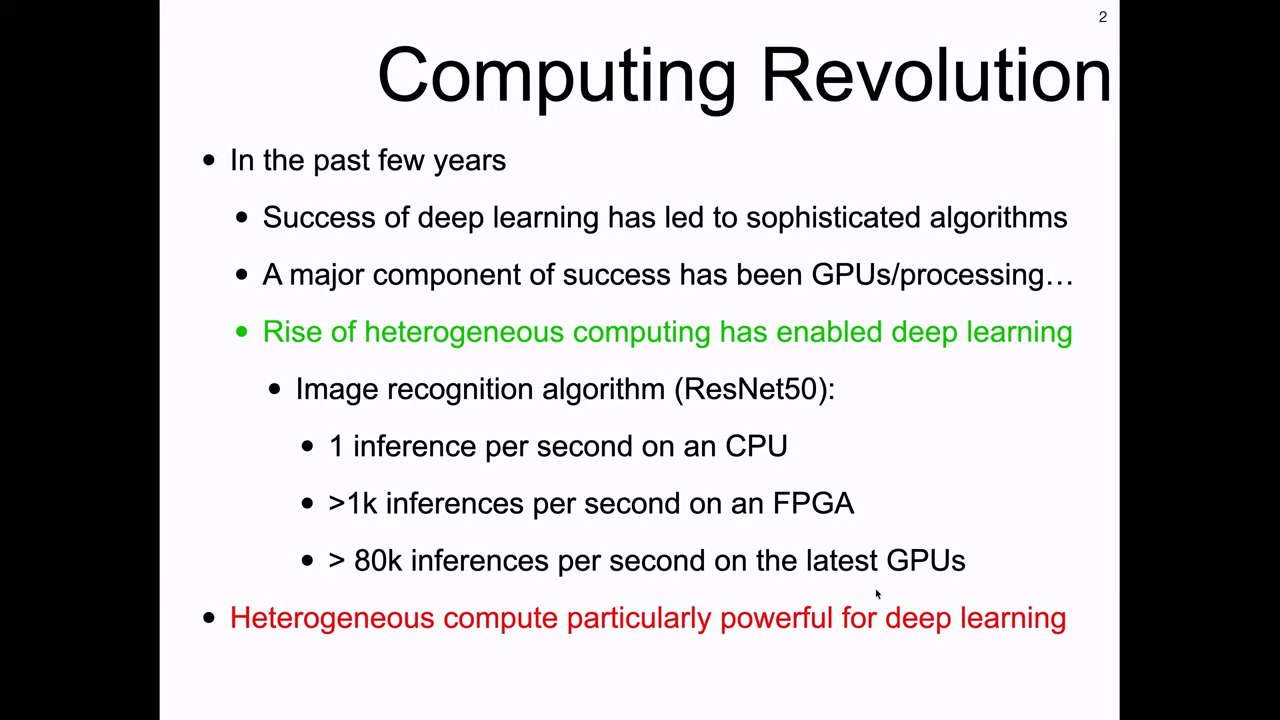 2
Computing Revolution
• In the past few years
• Success of deep learning has led to sophisticated algorithms
• A major component of success has been GPUs/processing…
• Rise of heterogeneous computing has enabled deep learning
• Image recognition algorithm (ResNet50):
• 1 inference per second on an CPU
• >1k inferences per second on an FPGA
• > 80k inferences per second on the latest GPUs
• Heterogeneous compute particularly powerful for deep learning